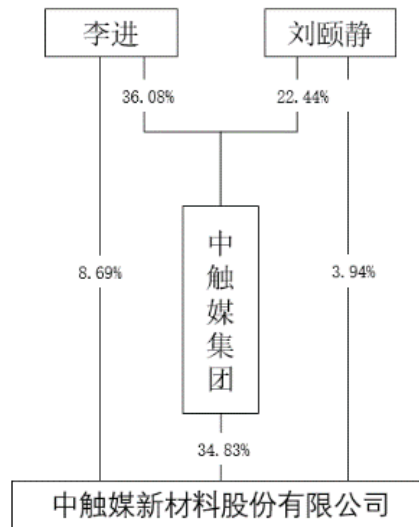 李进
刘颐静
36.08%
22.44%
中触媒集团
8.69%
3.94%
34.83%
中触媒新材料股份有限公司